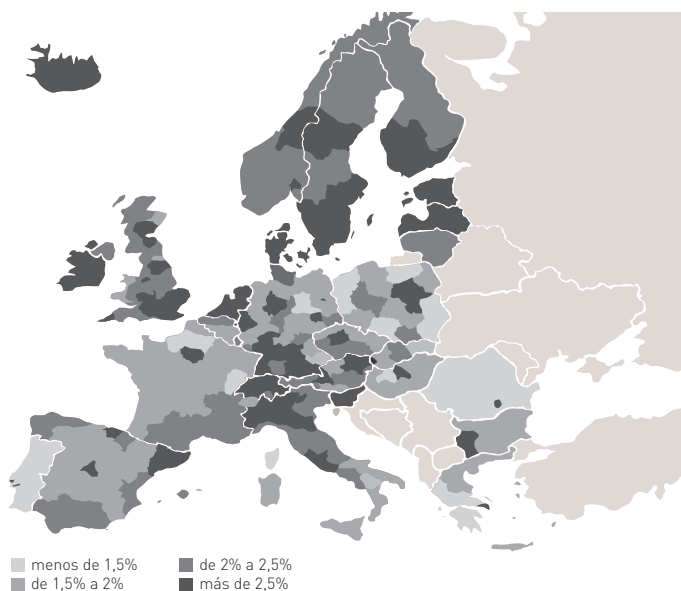 menos de 1,5%
de 2% a 2,5%
de 1,5% a 2%
más de 2,5%